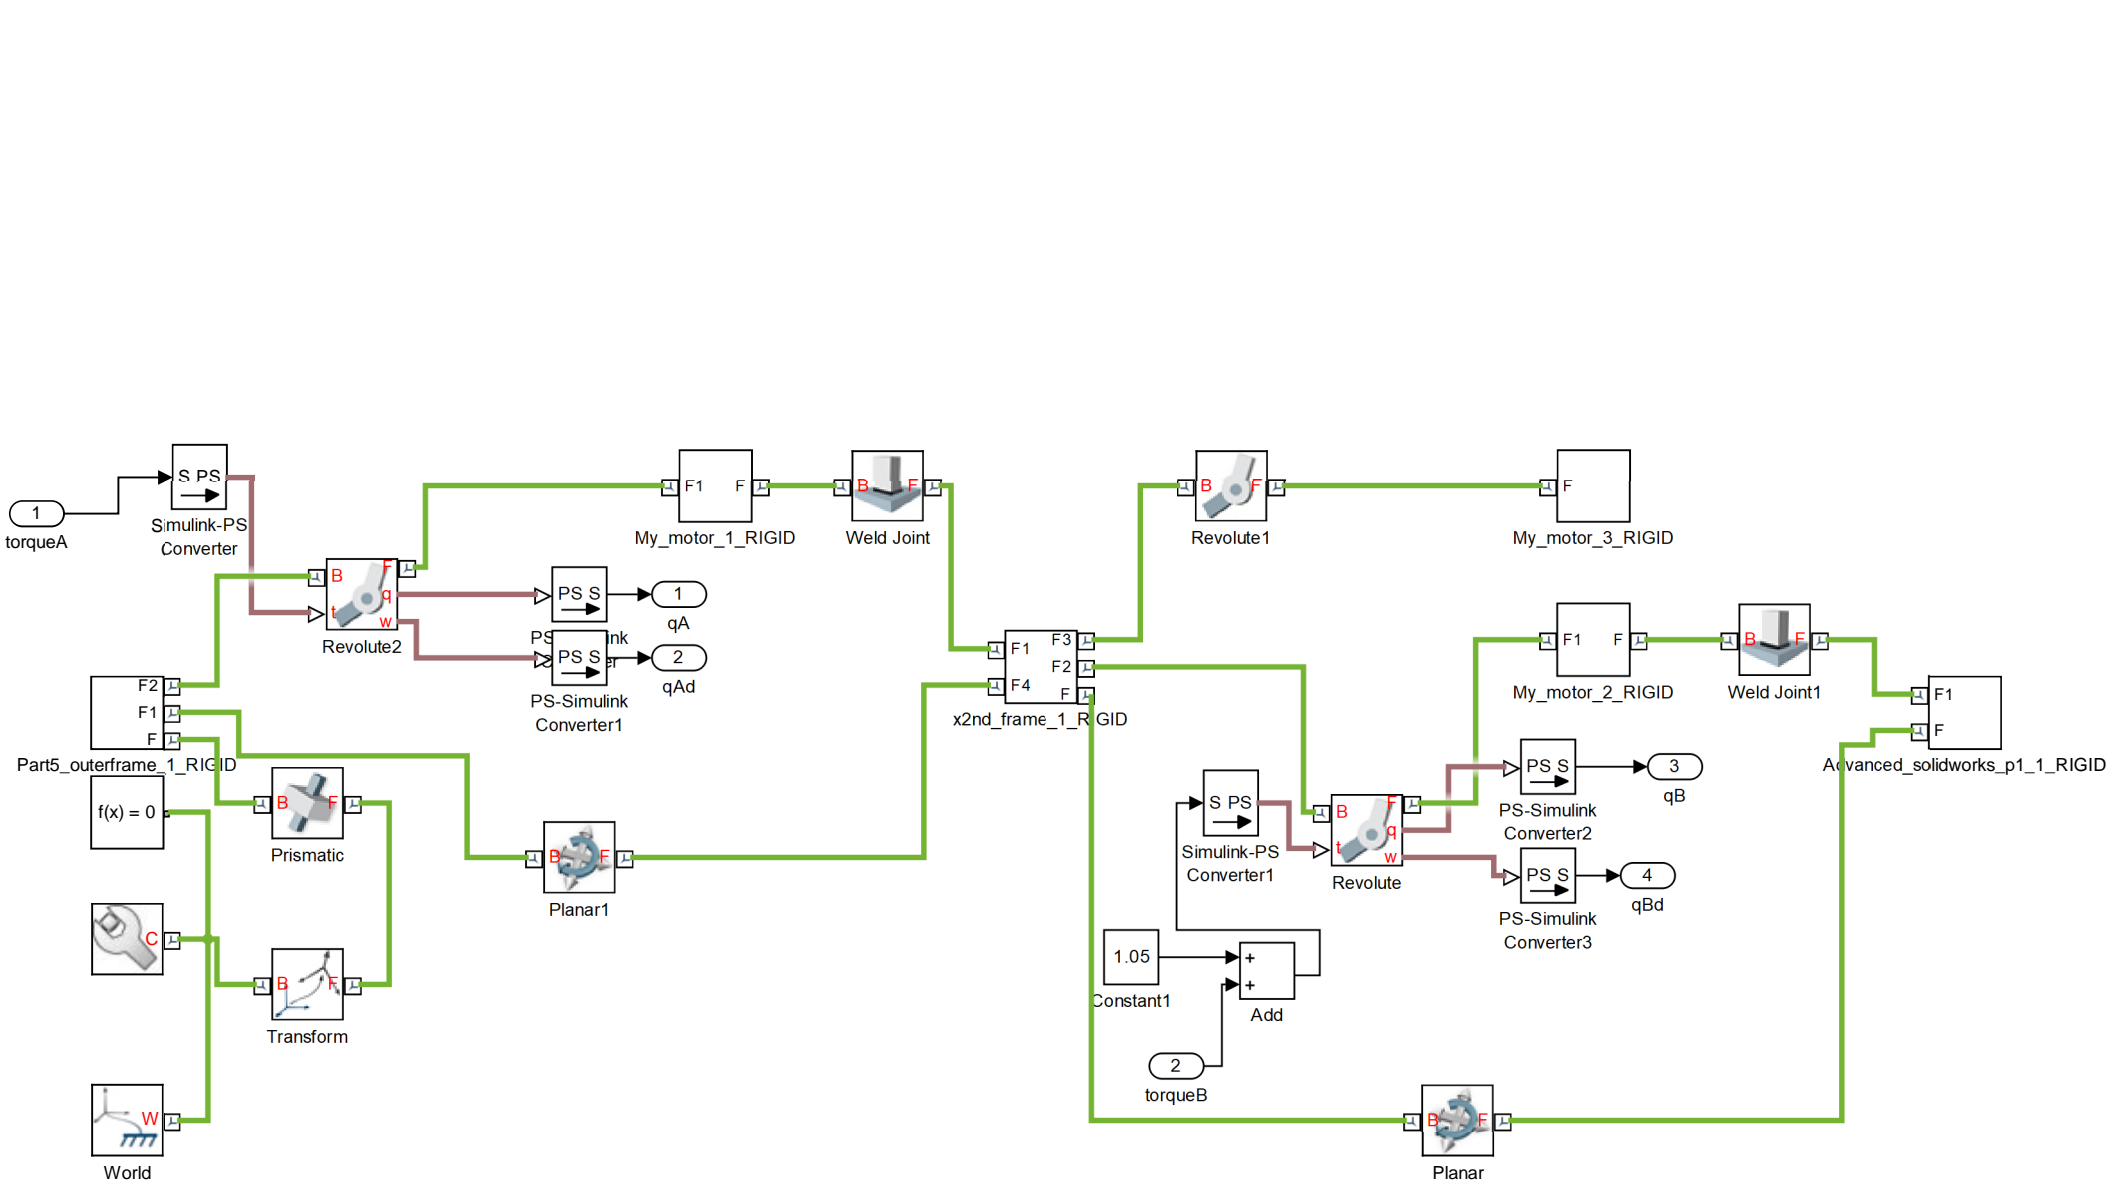 S PS
Simulink-PS
Converter
1
torqueA
B
F
t
q
w
Revolute2
PS S
1
qA
PS S
2
qAd
PS-Simulink
Converter1
F1
F
My_motor_1_RIGID
B
F
Weld Joint
B
F
Revolute1
F
My_motor_3_RIGID
F2
F1
F
Part5_outerframe_1_RIGID
f(x) = 0
B
F
Prismatic
C
B
F
Transform
W
World
B
F
Planar1
F1
F4
F3
F2
F
x2nd_frame_1_RIGID
F1
F
My_motor_2_RIGID
B
F
Weld Joint1
F1
F
Advanced_solidworks_p1_1_RIGID
S PS
Simulink-PS
Converter1
B
F
t
q
w
Revolute
PS S
3
qB
PS-Simulink
Converter2
PS S
4
qBd
PS-Simulink
Converter3
1.05
Constant1
+
+
Add
2
torqueB
B
F
Planar